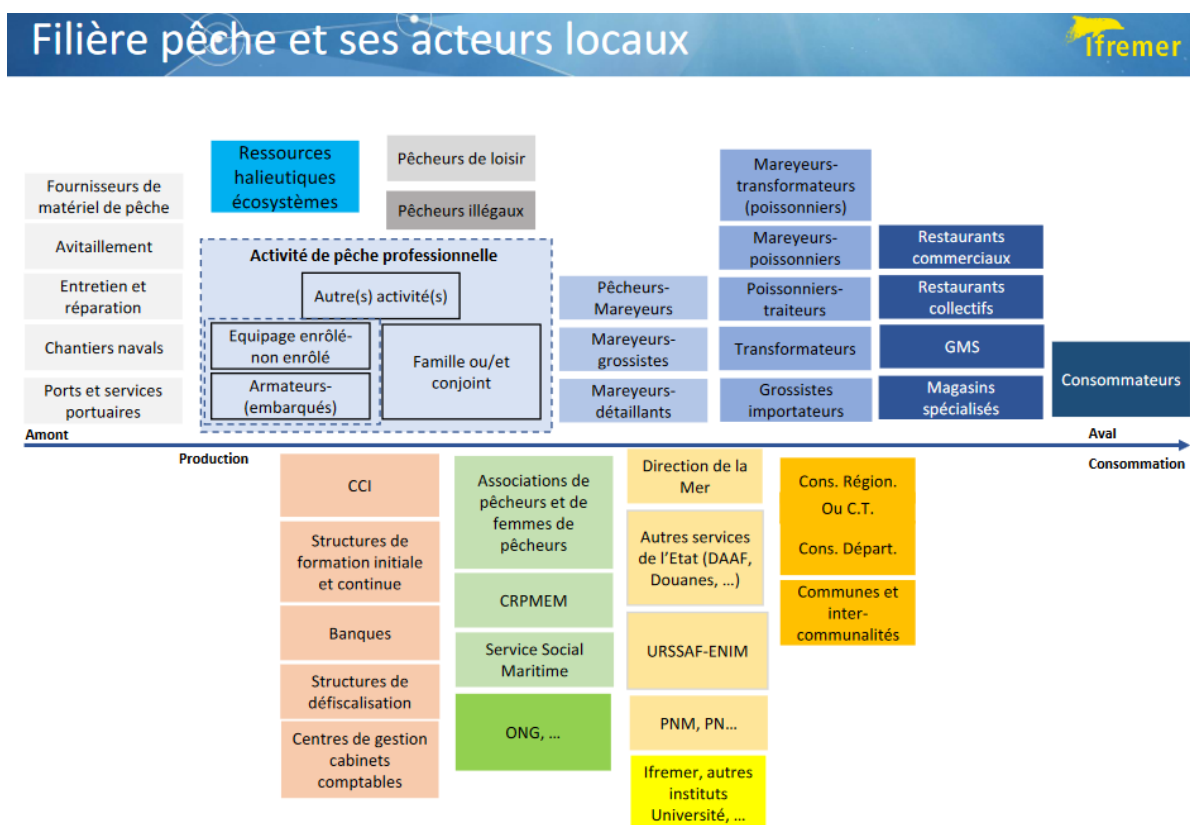 Filière pêche et ses acteurs locaux
ifremer
Fournisseurs de
matériel de pêche
Avitaillement
Entretien et
réparation
Chantiers navals
Ports et services
portuaires
Ressources
halieutiques
écosystèmes
Pêcheurs de loisir
Pêcheurs illégaux
Activité de pêche professionnelle
Autre(s) activité(s)
Equipage enrôlé-
non enrôlé
Armateurs-
(embarqués)
Famille ou/et
conjoint
Pêcheurs-
Mareyeurs
Mareyeurs-
grossistes
Mareyeurs-
détaillants
Mareyeurs-
transformateurs
(poissonniers)
Mareyeurs-
poissonniers
Poissonniers-
traiteurs
Transformateurs
Grossistes
importateurs
Restaurants
commerciaux
Restaurants
collectifs
GMS
Magasins
spécialisés
Consommateurs
Amont
Aval
Production
Consommation
CCI
Structures de
formation initiale
et continue
Banques
Structures de
défiscalisation
Centres de gestion
cabinets
comptables
Associations de
pêcheurs et de
femmes de
pêcheurs
CRPMEM
Service Social
Maritime
ONG, ...
Direction de la
Mer
Autres services
de l'Etat (DAAF,
Douanes, ...)
URSSAF-ENIM
PNM, PN...
Ifremer, autres
instituts
Université, ...
Cons. Région.
Ou C.T.
Cons. Départ.
Communes et
inter-
communalités